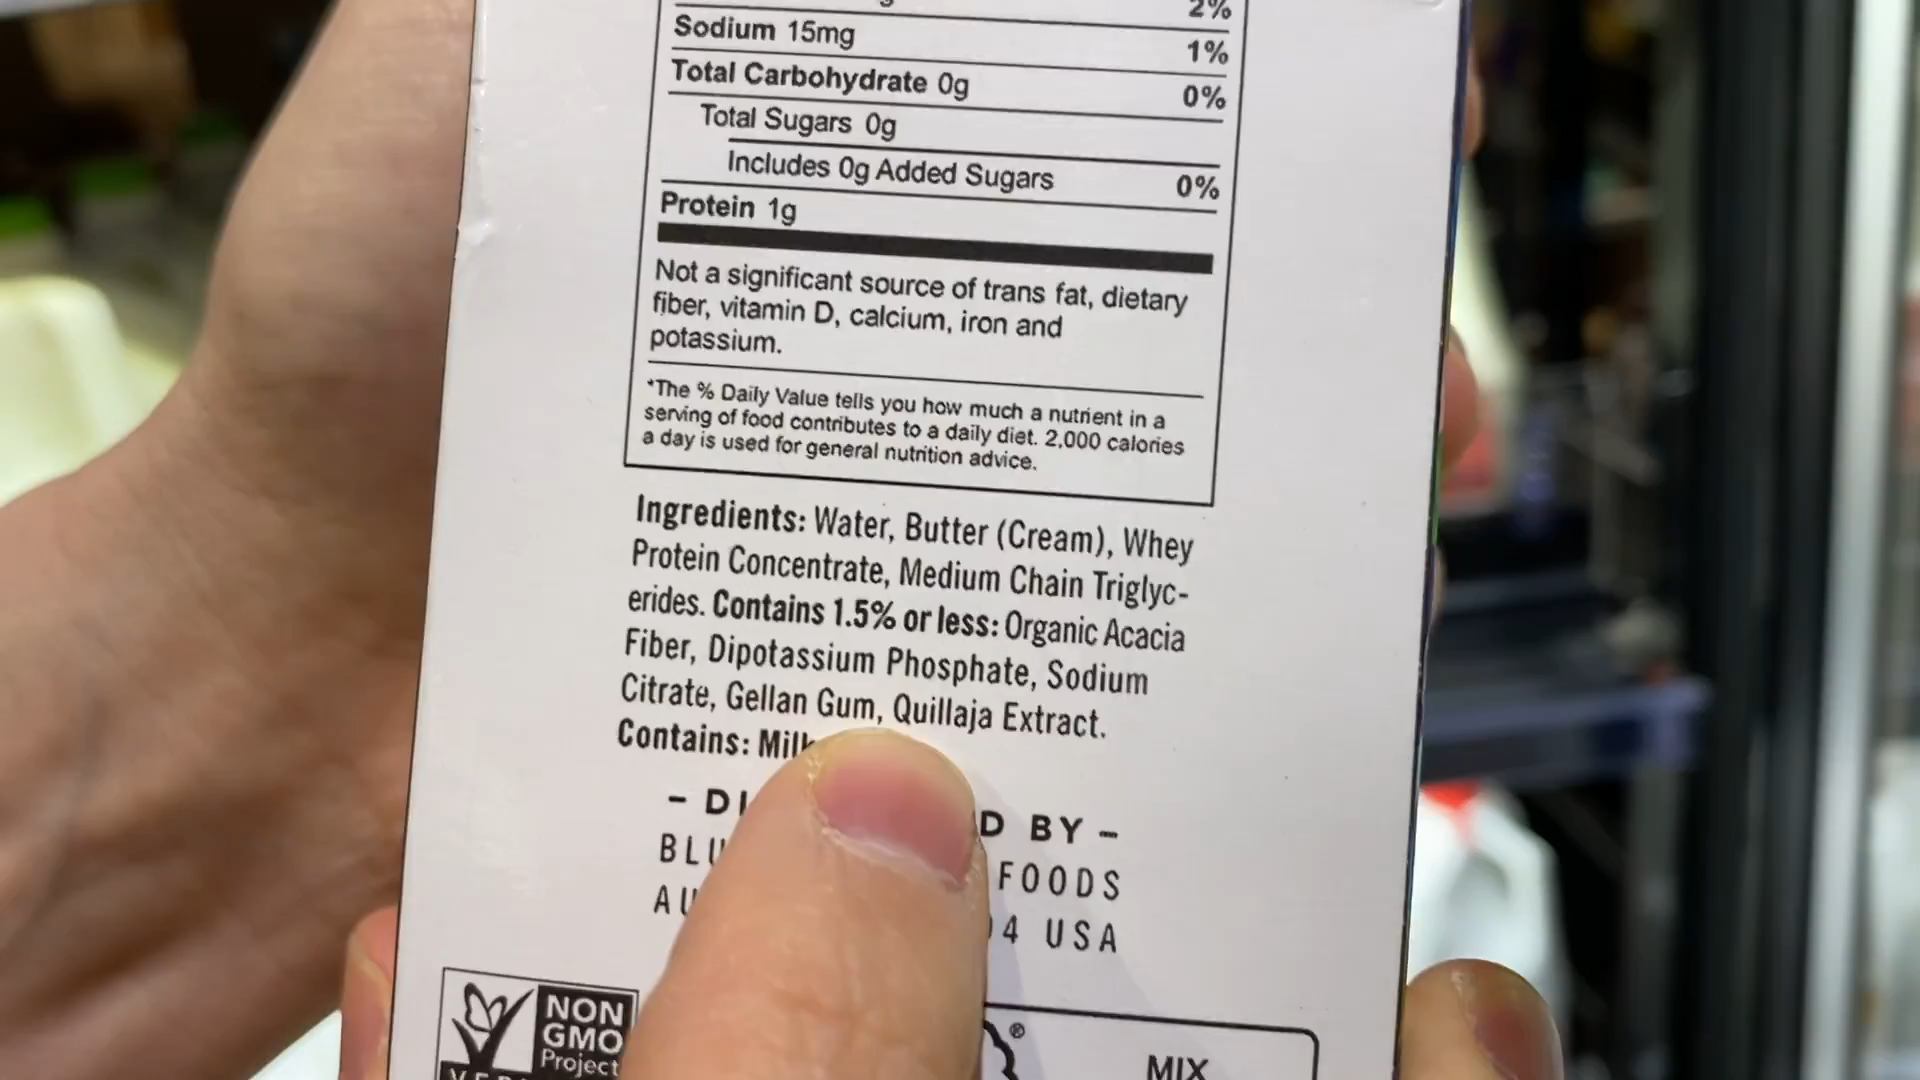 2%
Sodium 15mg 1%
Total Carbohydrate 0g 0%
Total Sugars 0g
Includes 0g Added Sugars 0%
Protein 1g
Not a significant source of trans fat, dietary
fiber, vitamin D, calcium, iron and
potassium.
*The % Daily Value tells you how much a nutrient in a
serving of food contributes to a daily diet. 2,000 calories
a day is used for general nutrition advice.
Ingredients: Water, Butter (Cream), Whey
Protein Concentrate, Medium Chain Triglyc-
erides. Contains 1.5% or less: Organic Acacia
Fiber, Dipotassium Phosphate, Sodium
Citrate, Gellan Gum, Quillaja Extract.
Contains: Milk
BY –
FOODS
USA
NON
GMO
Project
® MIX